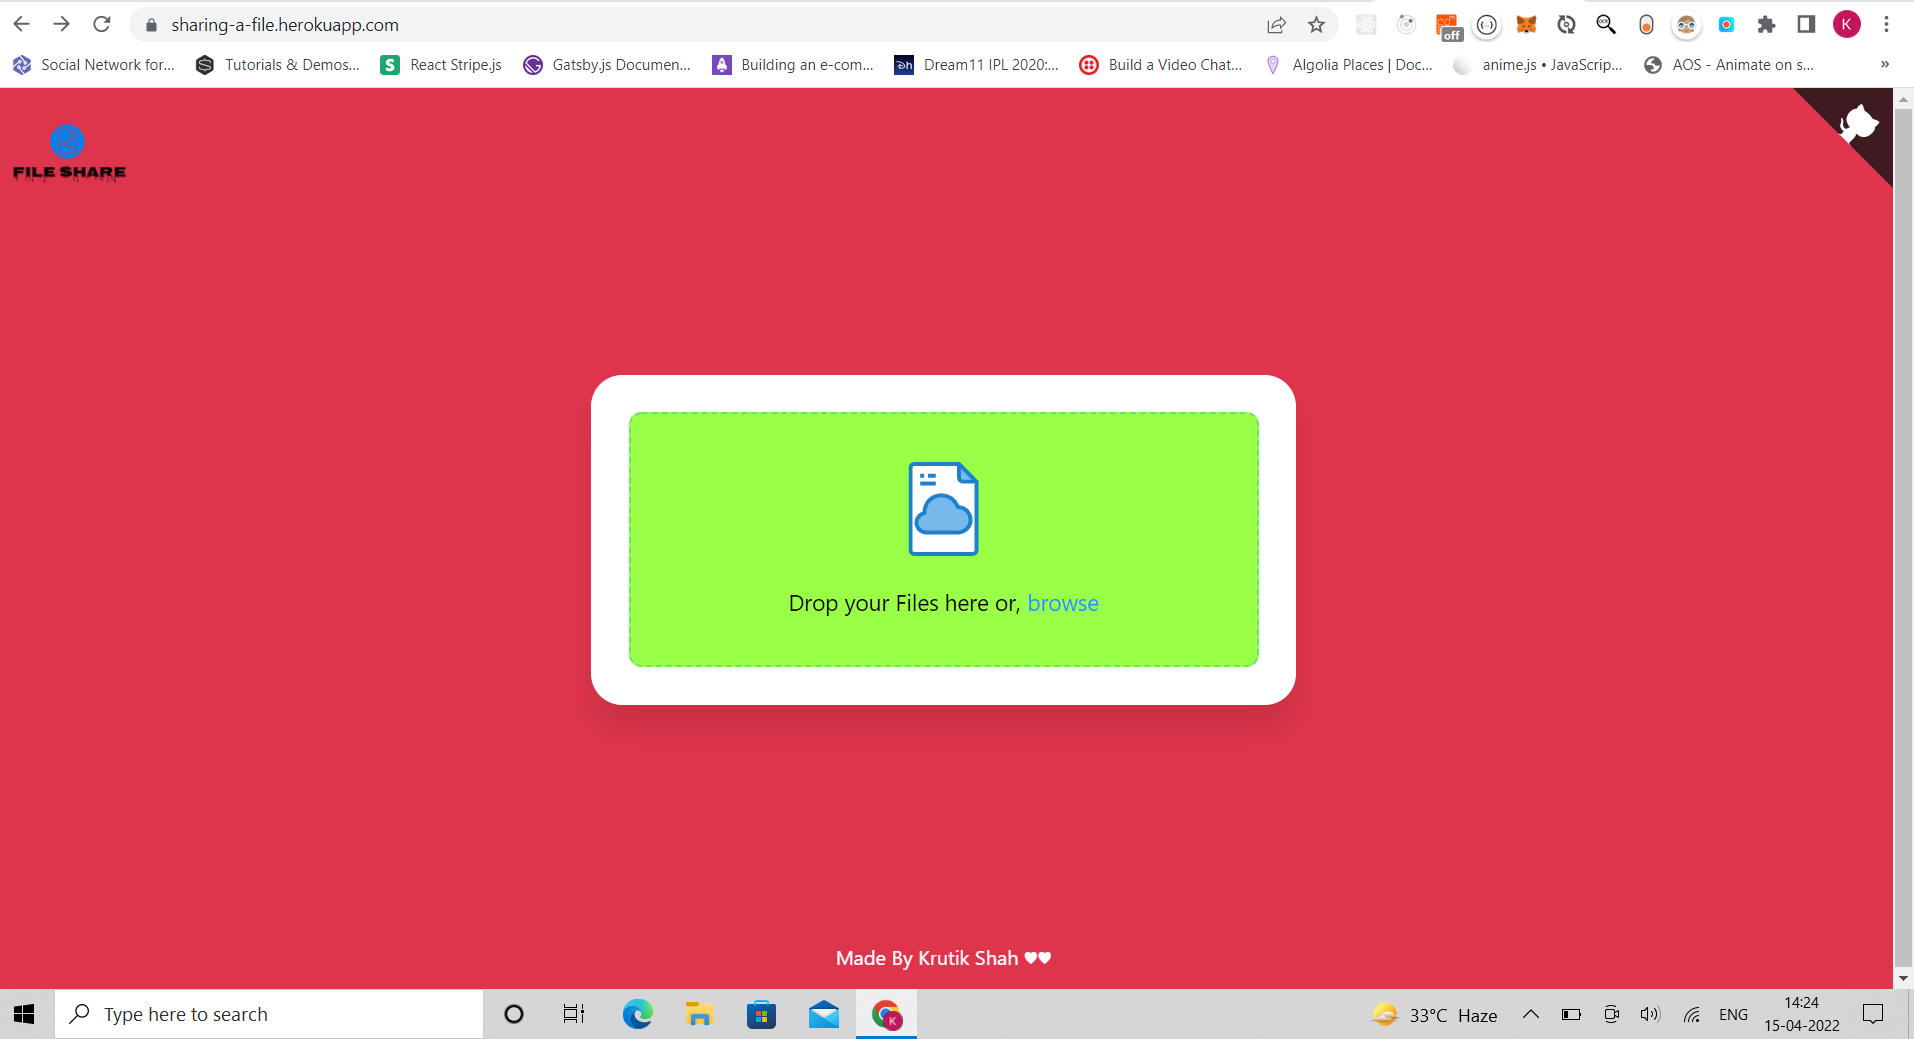 sharing-a-file.herokuapp.com
off
K
Social Network for...
Tutorials & Demos...
S
React Stripe.js
Gatsby.js Documen...
Building an e-com...
Dh
Dream11 IPL 2020:...
Build a Video Chat...
Algolia Places | Doc...
anime.js • JavaScrip...
AOS - Animate on s...
»
FILE SHARE
Drop your Files here or, browse
Made By Krutik Shah ♥♥
Type here to search
K
33°C Haze
ENG
14:24
15-04-2022